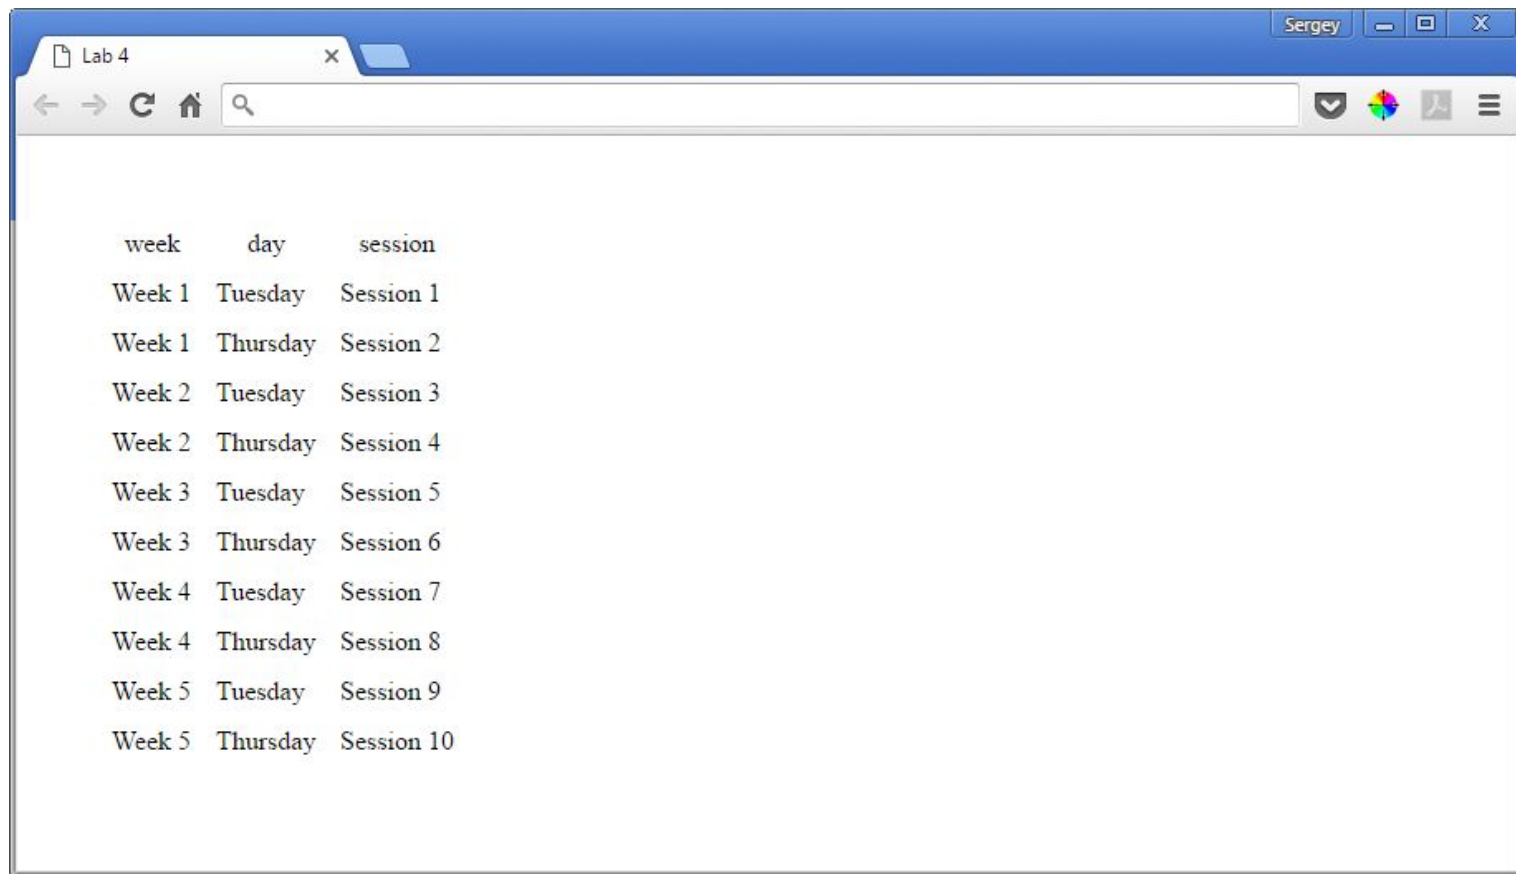 Sergey
Lab 4
week day session
Week 1 Tuesday Session 1
Week 1 Thursday Session 2
Week 2 Tuesday Session 3
Week 2 Thursday Session 4
Week 3 Tuesday Session 5
Week 3 Thursday Session 6
Week 4 Tuesday Session 7
Week 4 Thursday Session 8
Week 5 Tuesday Session 9
Week 5 Thursday Session 10